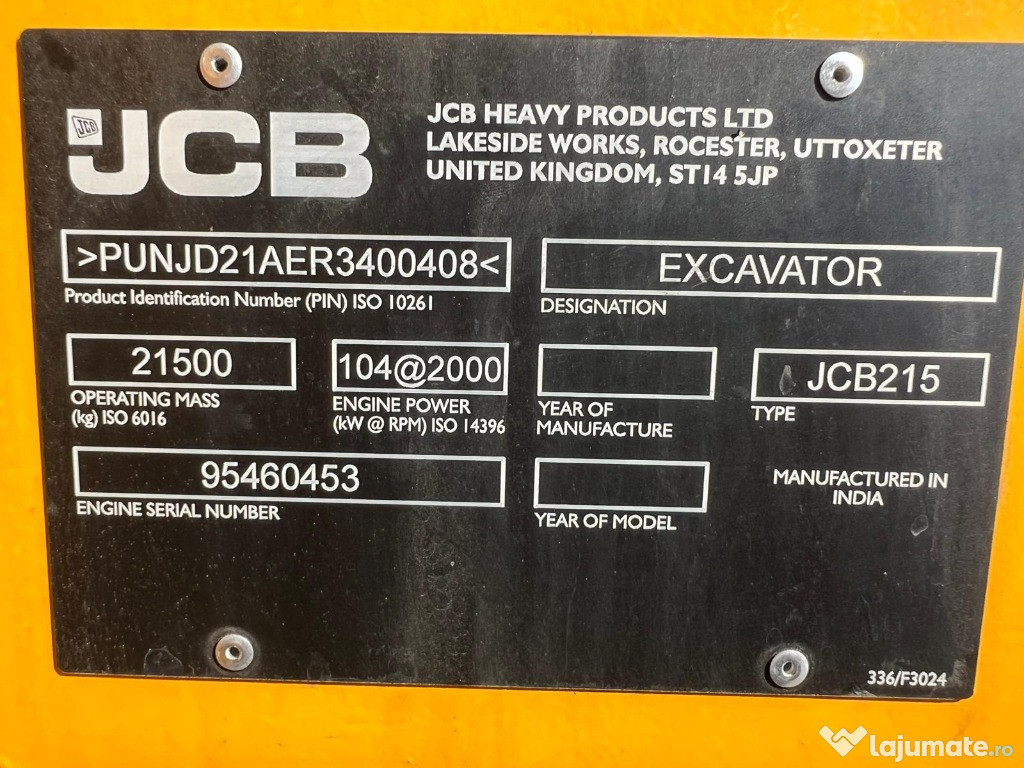 JCB
JCB
JCB HEAVY PRODUCTS LTD
LAKESIDE WORKS, ROCESTER, UTTOXETER
UNITED KINGDOM, ST14 5JP
>PUNJD21AER3400408<
Product Identification Number (PIN) ISO 10261
EXCAVATOR
DESIGNATION
21500
OPERATING MASS
(kg) ISO 6016
104@2000
ENGINE POWER
(kW @ RPM) ISO 14396
YEAR OF
MANUFACTURE
JCB215
TYPE
95460453
ENGINE SERIAL NUMBER
YEAR OF MODEL
MANUFACTURED IN
INDIA
336/F3024
lajumate.ro